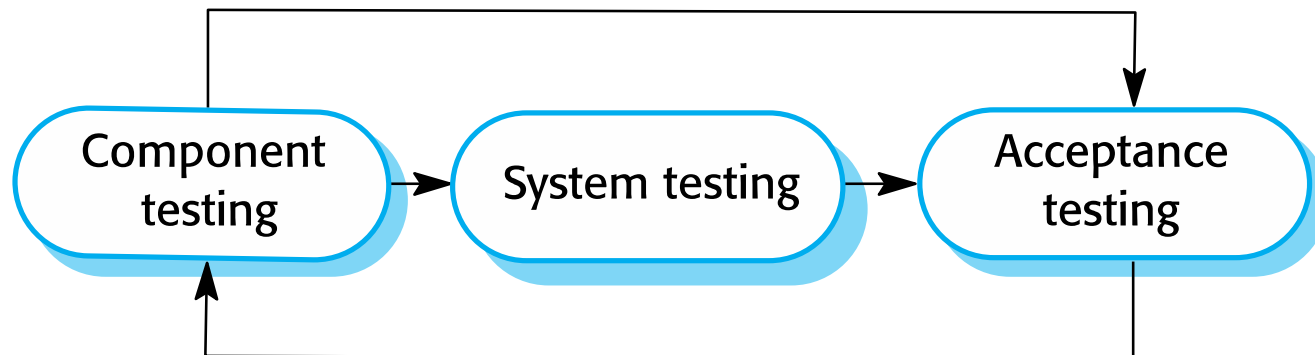 Component
testing
System testing
Acceptance
testing